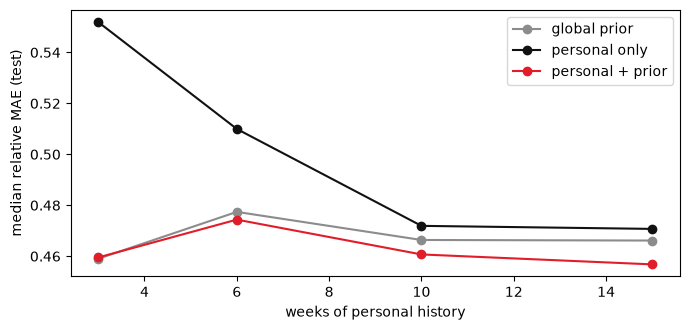 global prior
personal only
personal + prior
median relative MAE (test)
0.54
0.52
0.50
0.48
0.46
4 6 8 10 12 14
weeks of personal history